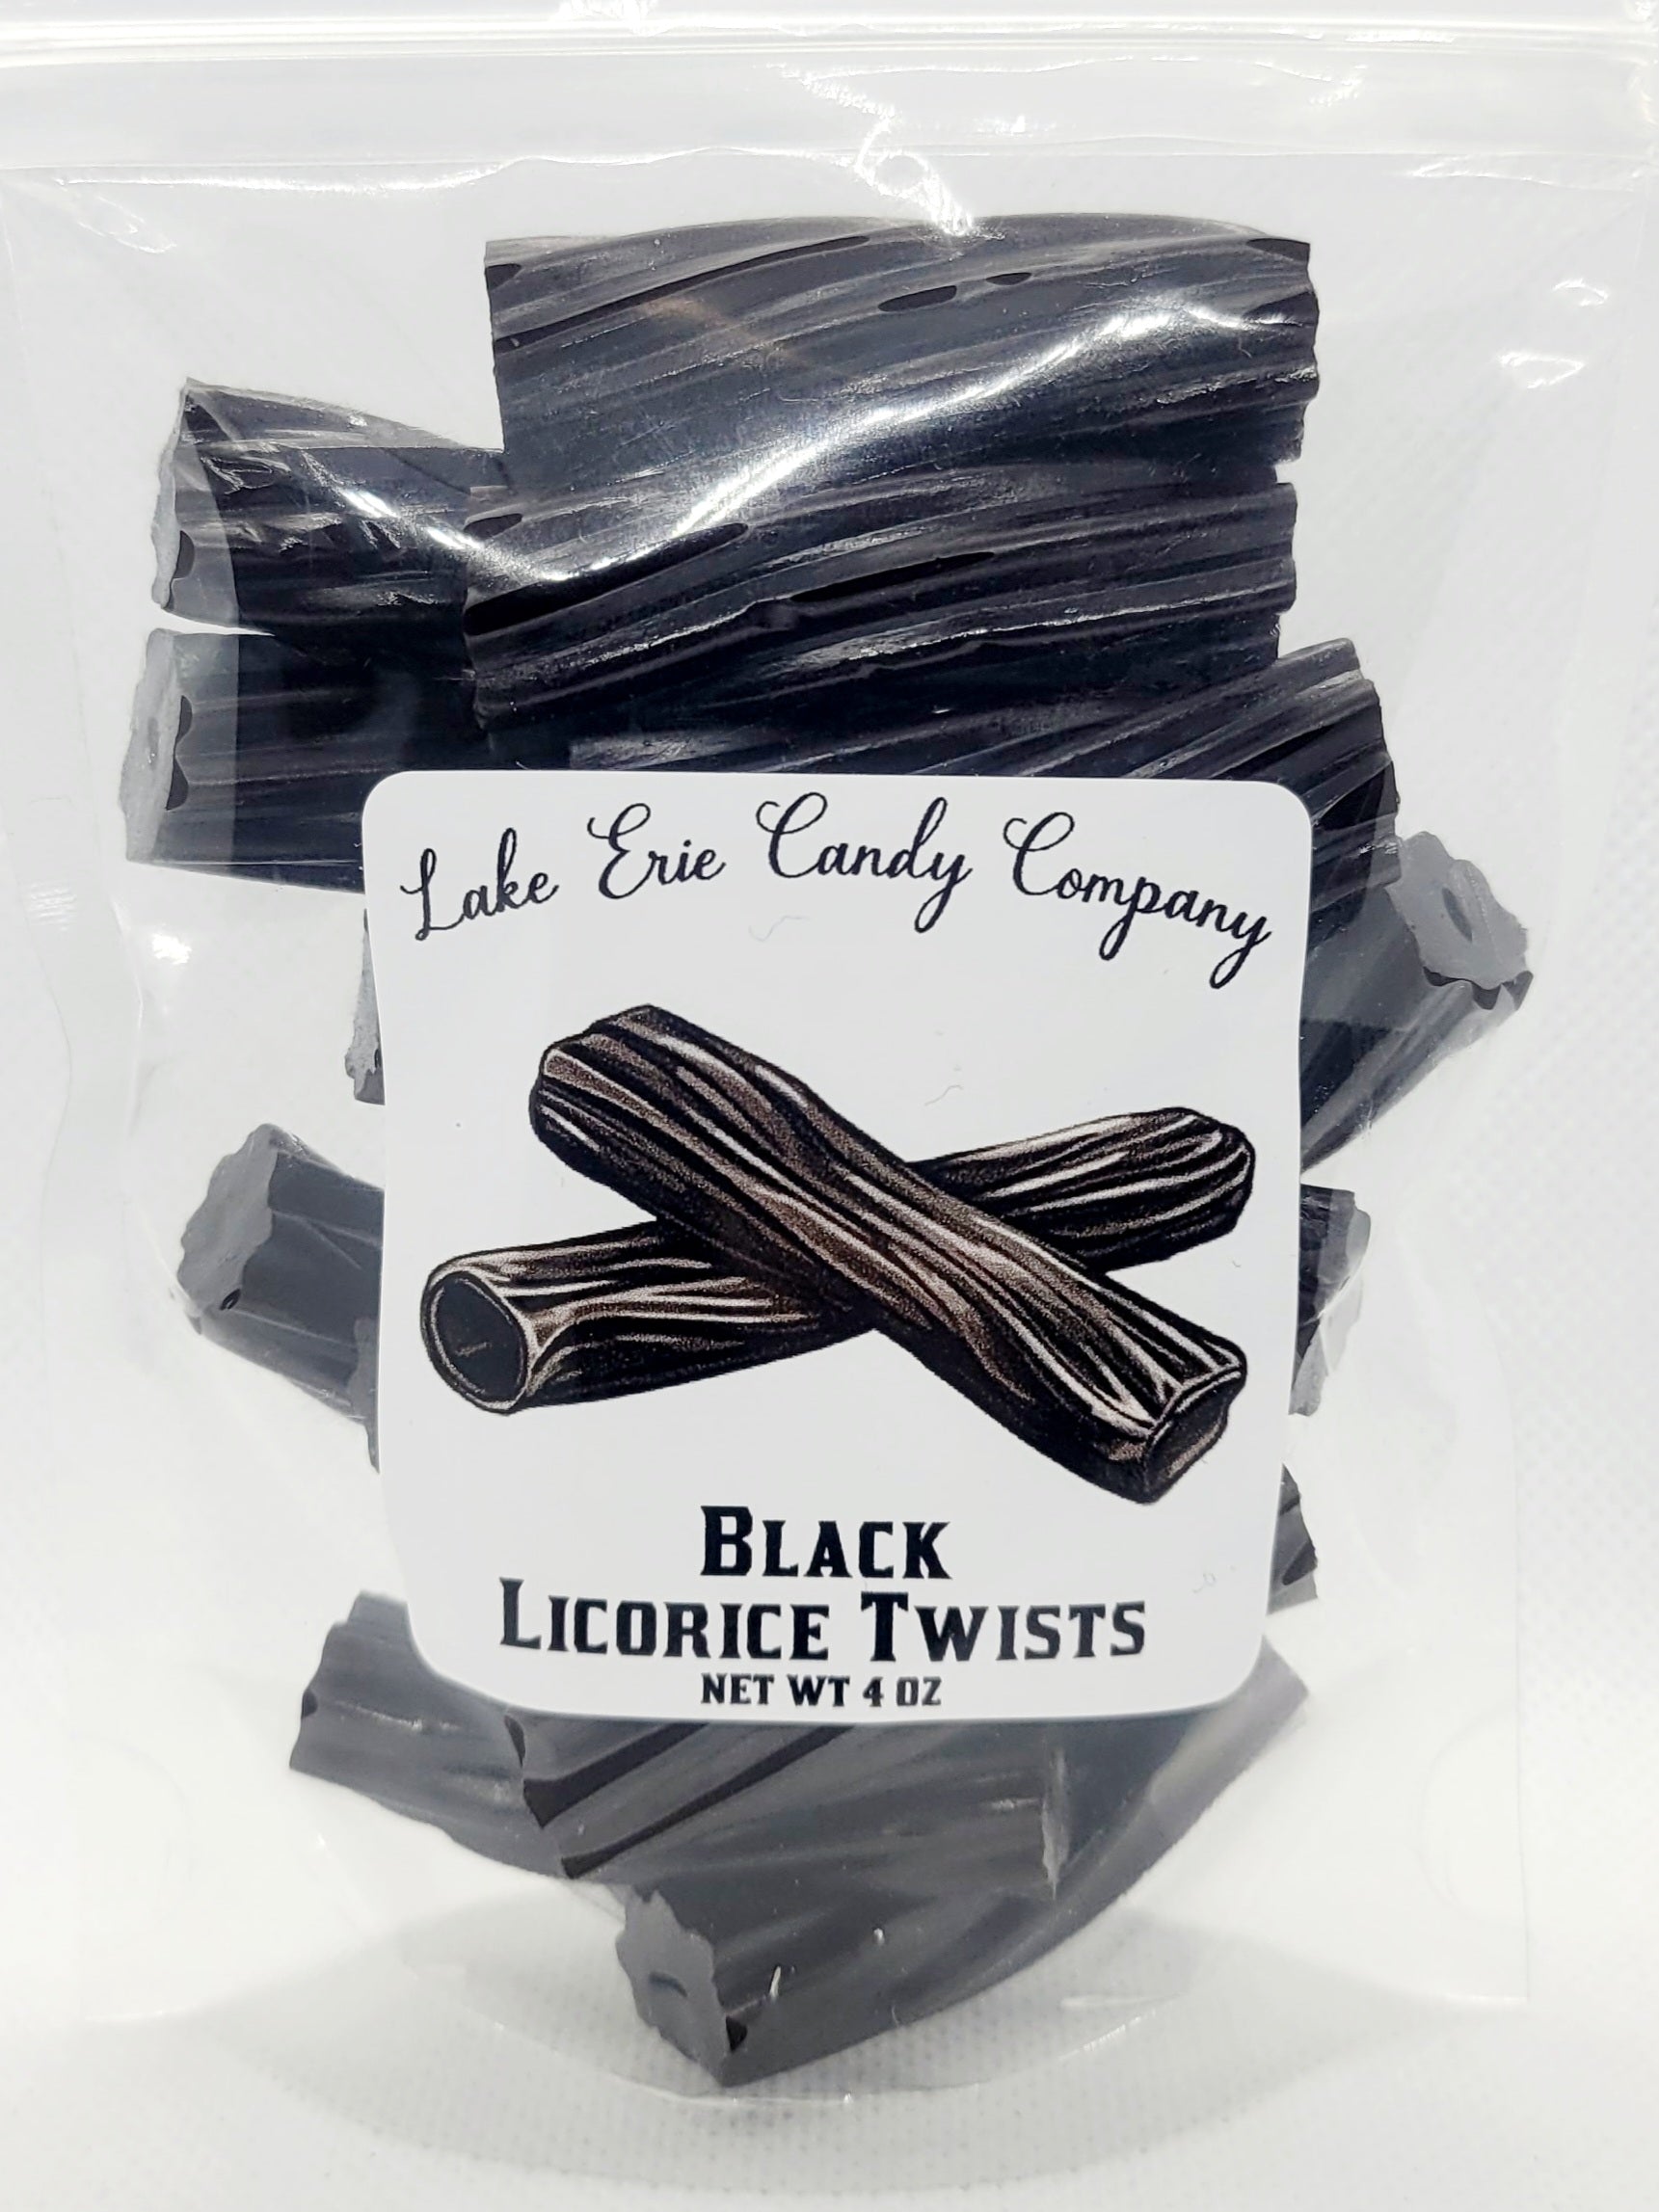 Lake Erie Candy Company
BLACK
LICORICE TWISTS
NET WT 4 OZ